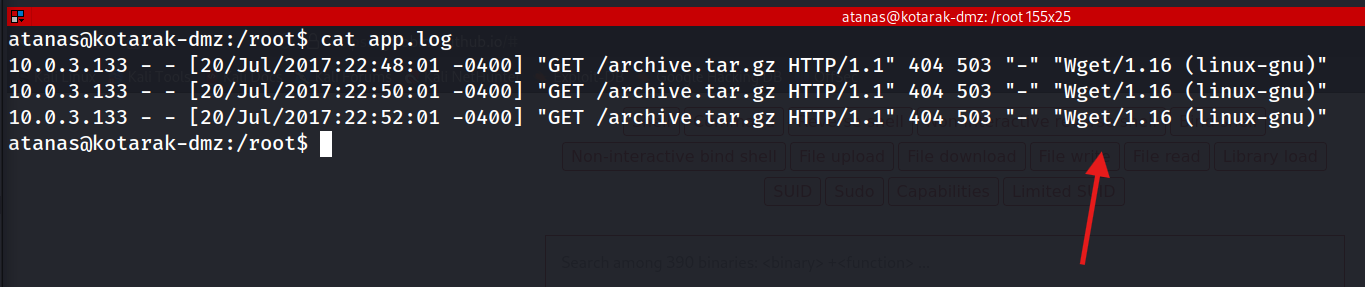 atanas@kotarak-dmz: /root 155x25
atanas@kotarak-dmz:/root$ cat app.log
10.0.3.133 - - [20/Jul/2017:22:48:01 -0400] "GET /archive.tar.gz HTTP/1.1" 404 503 "-" "Wget/1.16 (linux-gnu)"
10.0.3.133 - - [20/Jul/2017:22:50:01 -0400] "GET /archive.tar.gz HTTP/1.1" 404 503 "-" "Wget/1.16 (linux-gnu)"
10.0.3.133 - - [20/Jul/2017:22:52:01 -0400] "GET /archive.tar.gz HTTP/1.1" 404 503 "-" "Wget/1.16 (linux-gnu)"
atanas@kotarak-dmz:/root$
Non-interactive bind shell File upload File download File write File read Library load
SUID Sudo Capabilities Limited SUID
Search among 390 binaries: <binary> +<function> ...